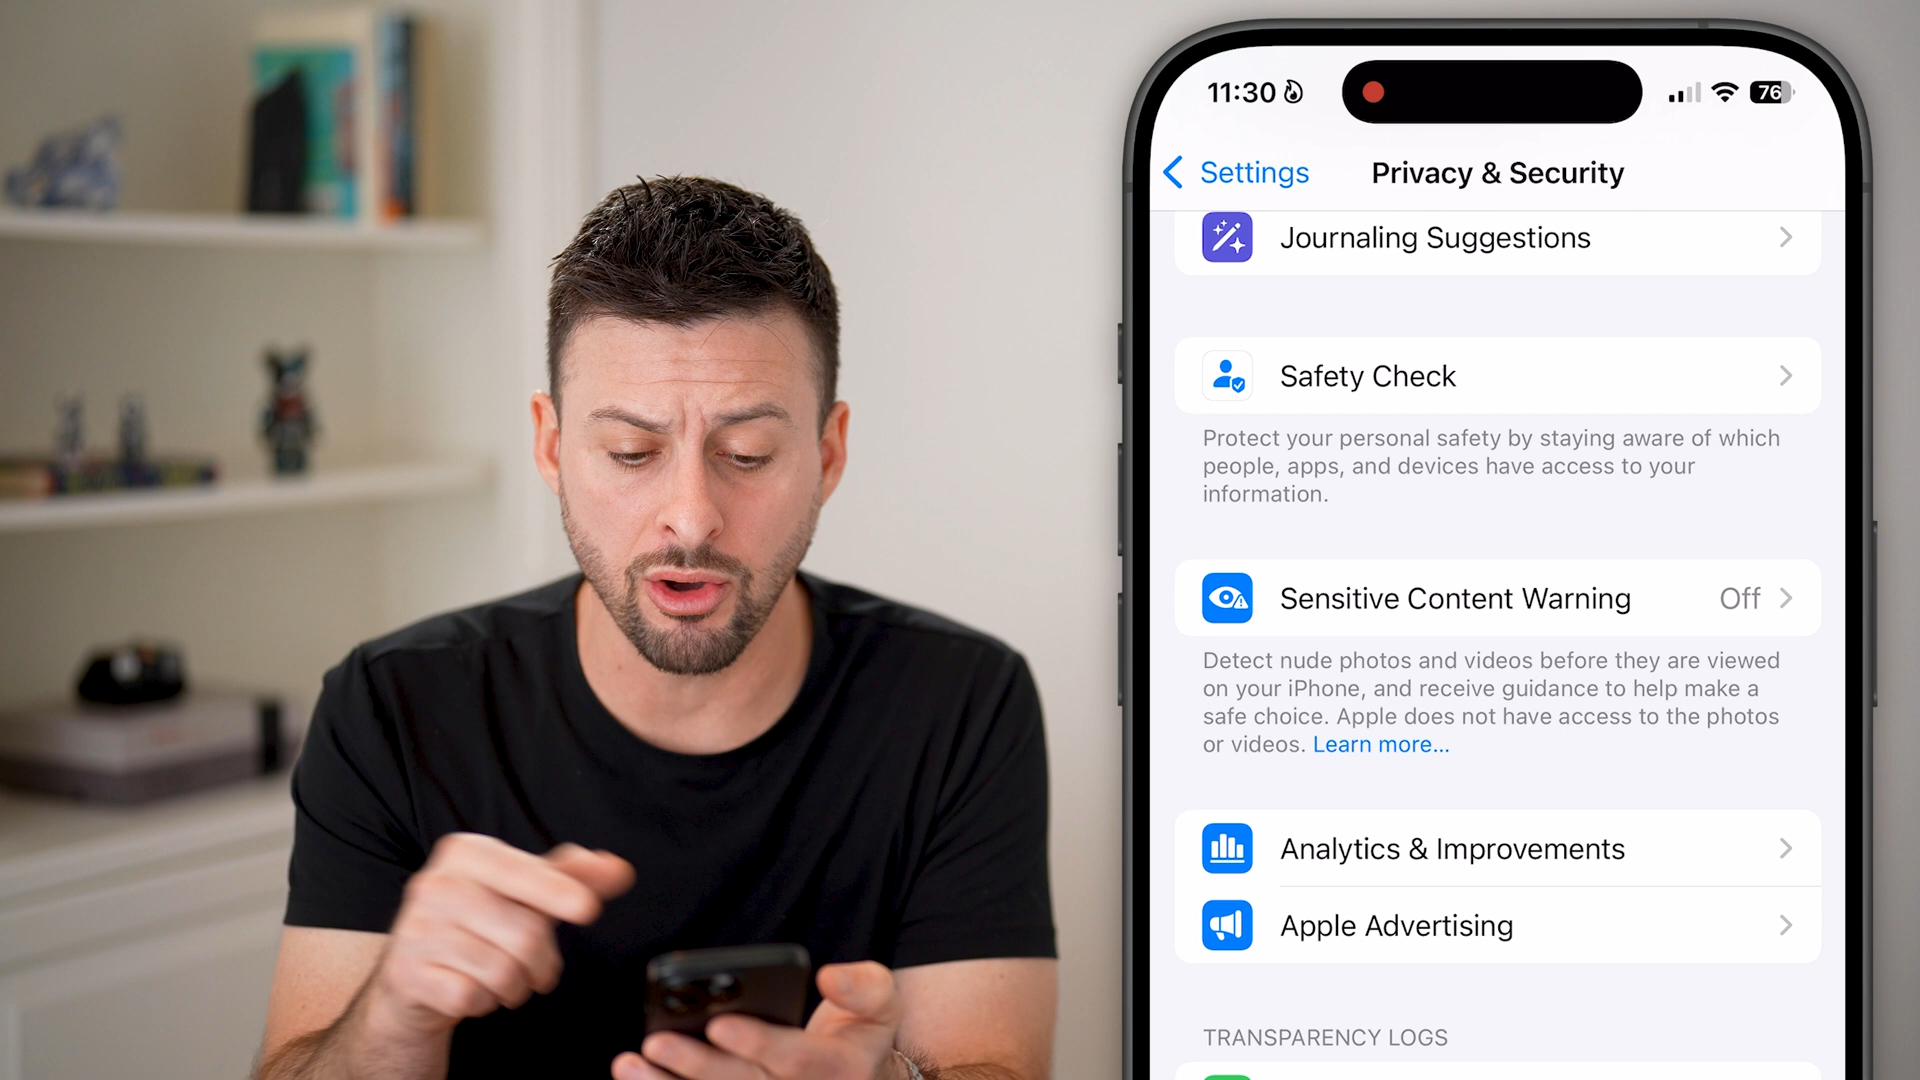 11:30
76
Settings
Privacy & Security
Journaling Suggestions
Safety Check
Protect your personal safety by staying aware of which
people, apps, and devices have access to your
information.
Sensitive Content Warning
Off
Detect nude photos and videos before they are viewed
on your iPhone, and receive guidance to help make a
safe choice. Apple does not have access to the photos
or videos. Learn more...
Analytics & Improvements
Apple Advertising
TRANSPARENCY LOGS